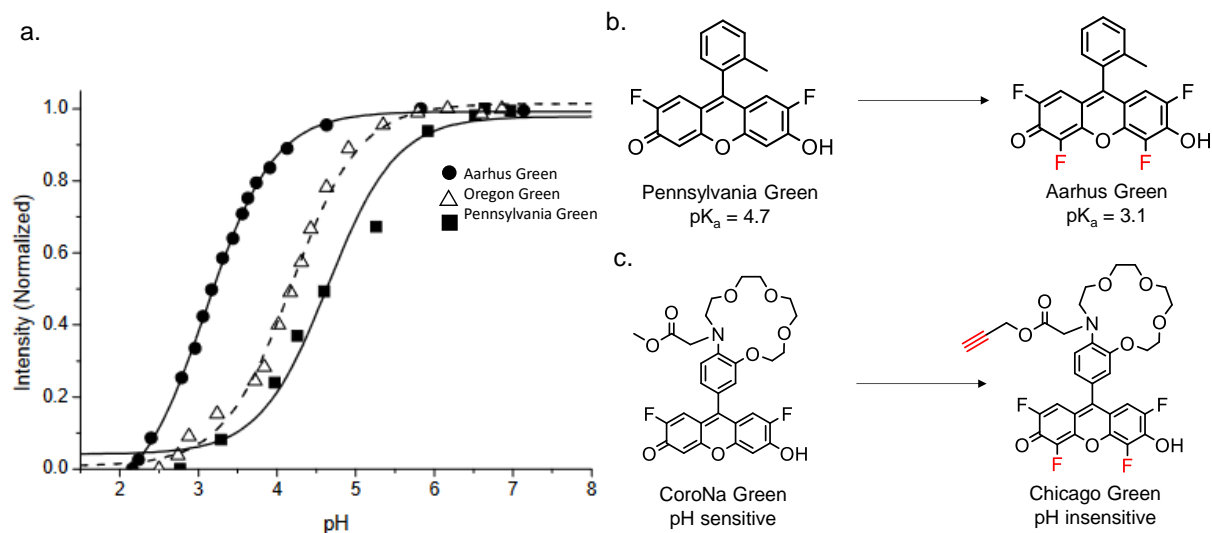 a.
Intensity (Normalized)
1.0
0.8
0.6
0.4
0.2
0.0
2 3 4 5 6 7 8
pH
Aarhus Green
Oregon Green
Pennsylvania Green
b.
F F
O O OH
Pennsylvania Green
pKa = 4.7
F F
O O OH
F F
Aarhus Green
pKa = 3.1
c.
O O
O O
O N O
O
F F
O O OH
CoroNa Green
pH sensitive
O O
O O
O N O
F F
O O OH
F F
Chicago Green
pH insensitive